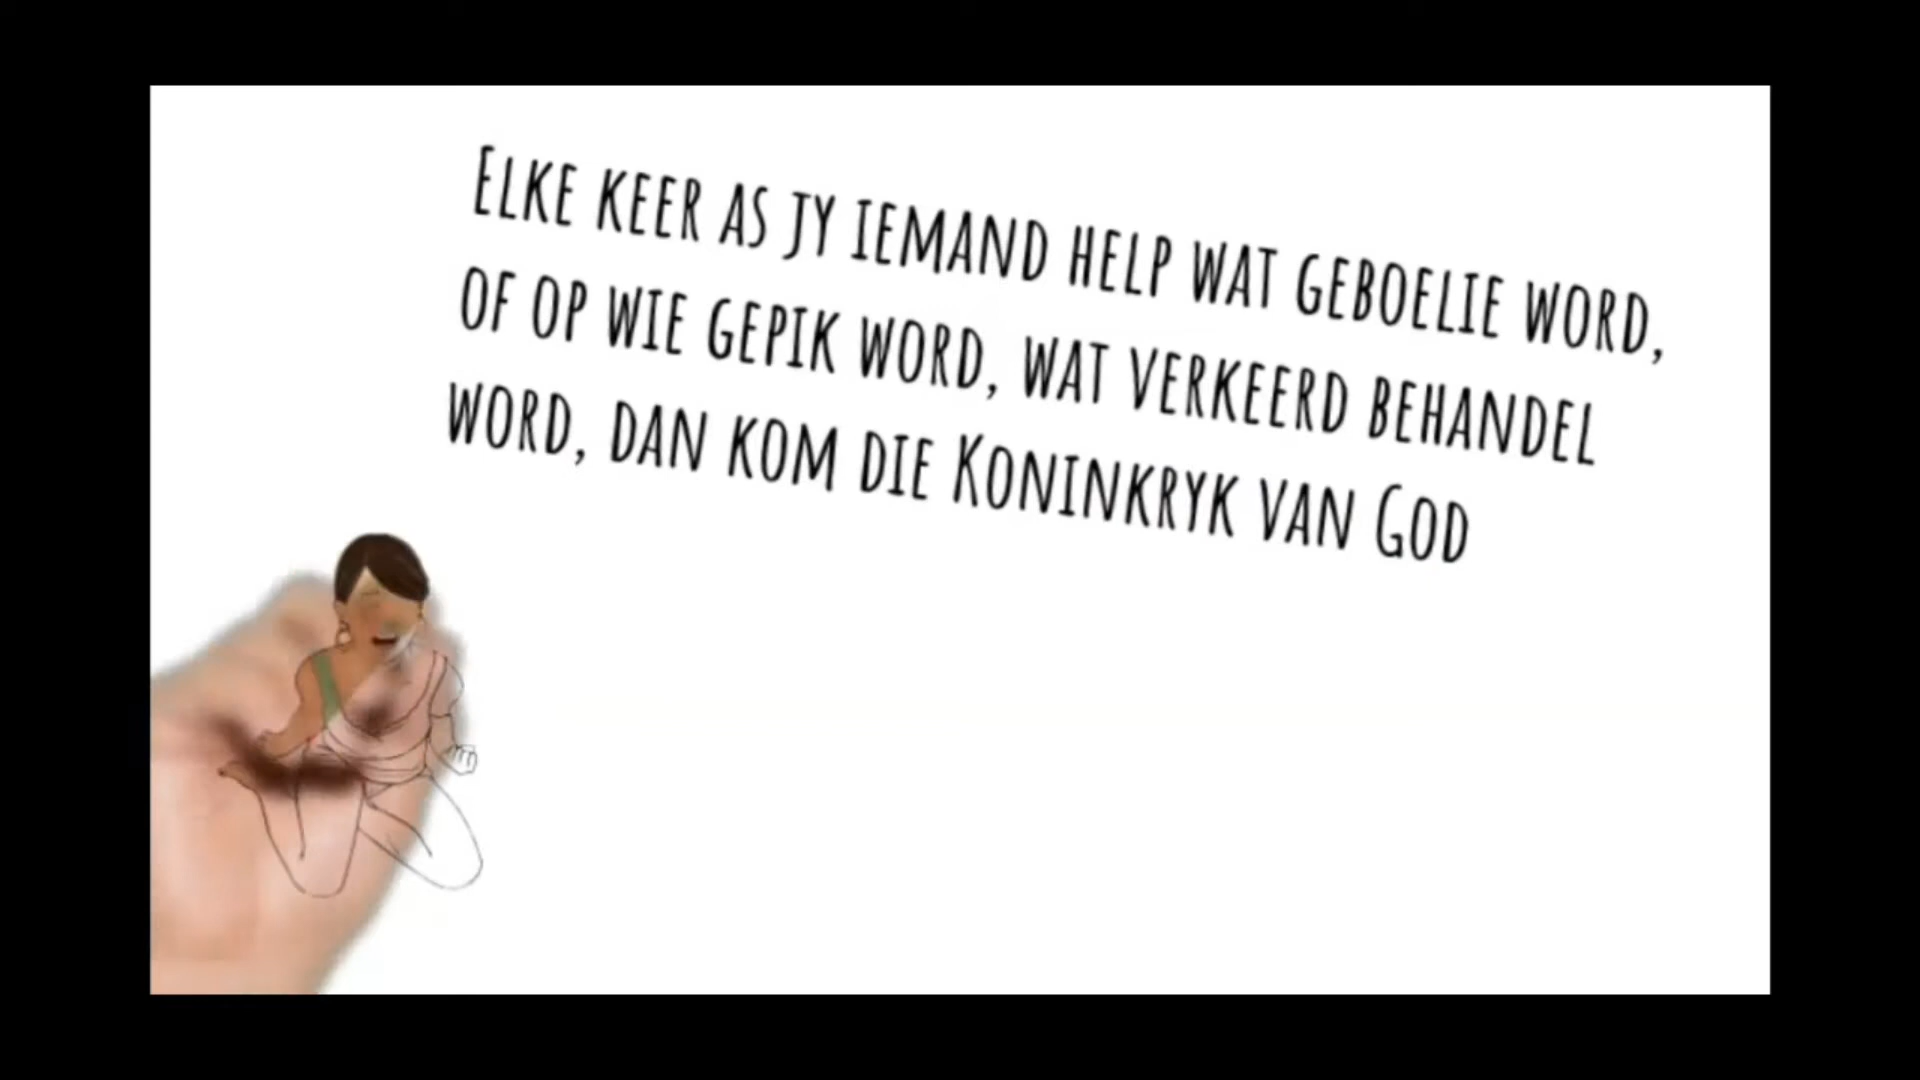 Elke keer as jy iemand help wat geboelie word,
of op wie gepik word, wat verkeerd behandel
word, dan kom die Koninkryk van God